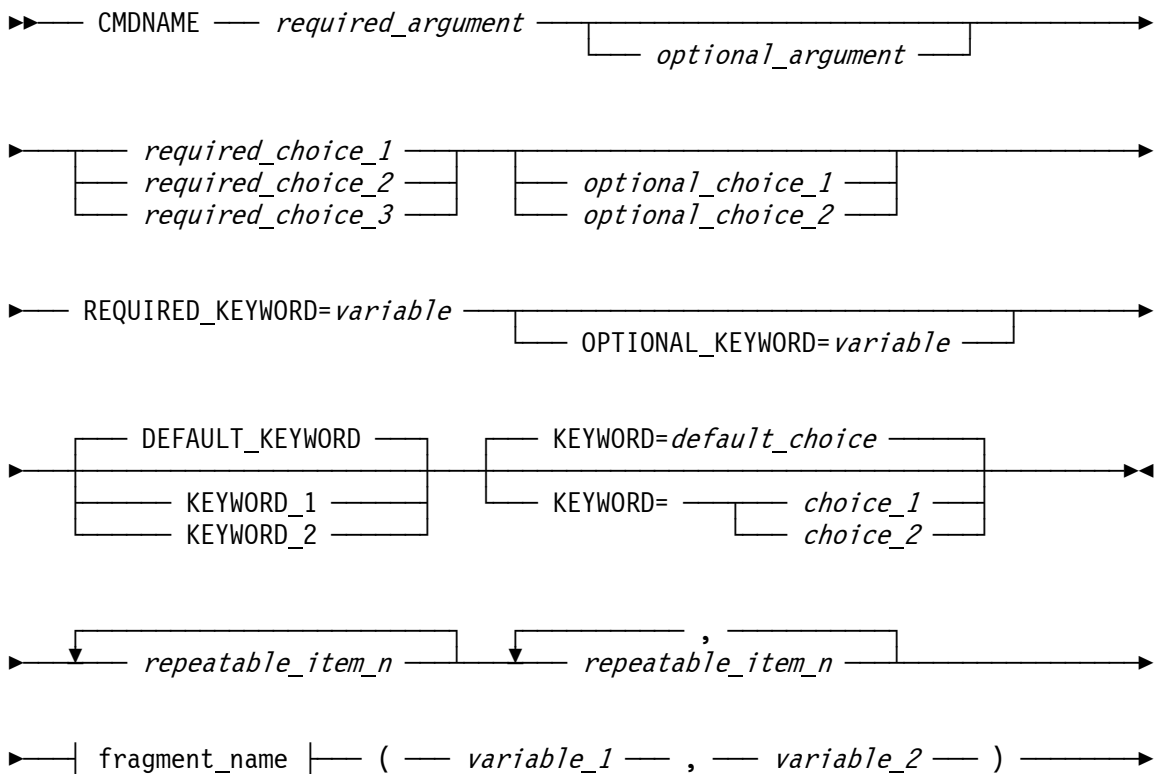 CMDNAME required_argument
optional_argument
required_choice_1
required_choice_2 optional_choice_1
required_choice_3 optional_choice_2
REQUIRED_KEYWORD=variable
OPTIONAL_KEYWORD=variable
DEFAULT_KEYWORD KEYWORD=default_choice
KEYWORD_1 KEYWORD= choice_1
KEYWORD_2 choice_2
,
repeatable_item_n repeatable_item_n
fragment_name ( variable_1 , variable_2 )